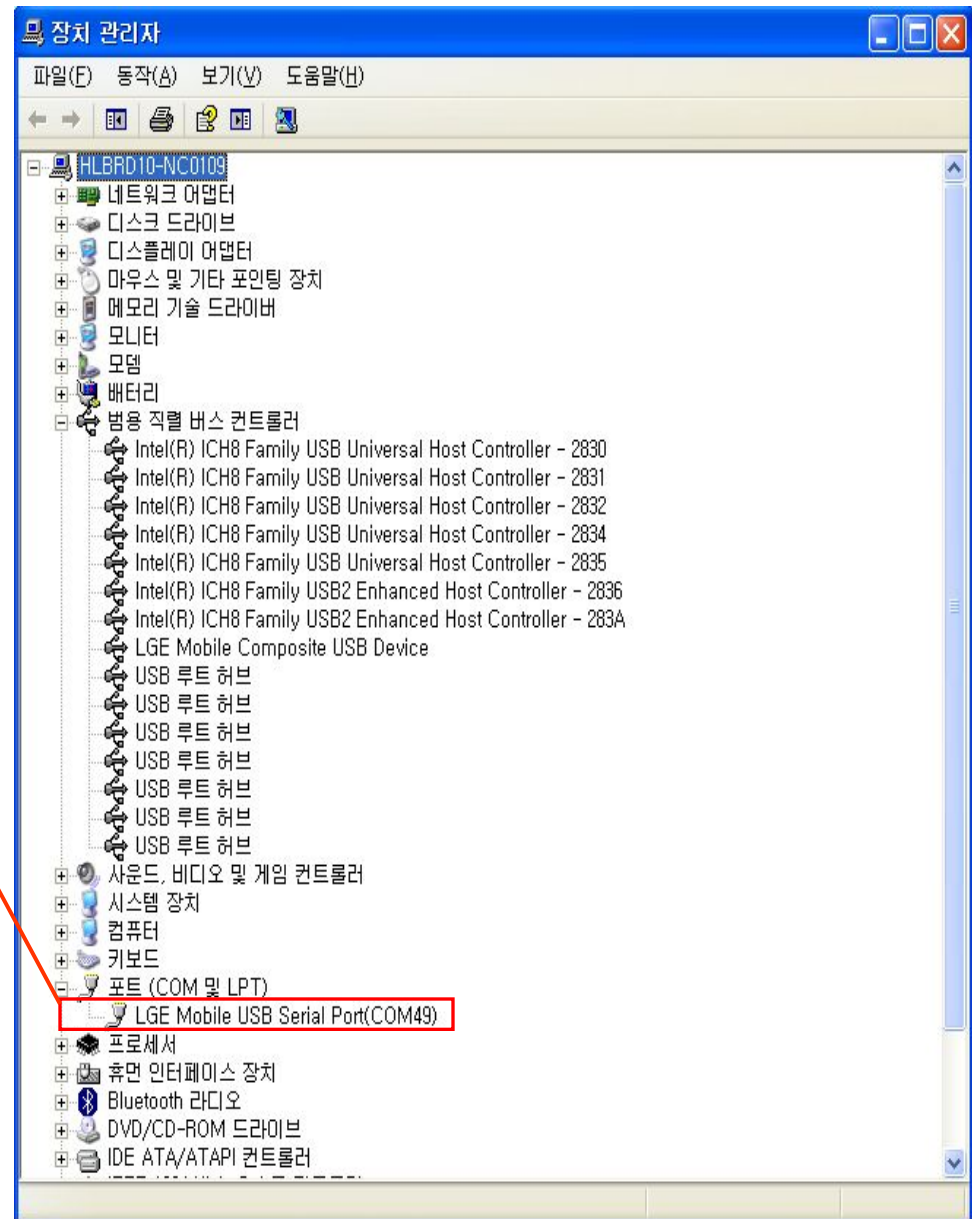 장치 관리자
파일(F) 동작(A) 보기(V) 도움말(H)
HLBRD10-NC0109
네트워크 어댑터
디스크 드라이브
디스플레이 어댑터
마우스 및 기타 포인팅 장치
메모리 기술 드라이버
모니터
모뎀
배터리
범용 직렬 버스 컨트롤러
Intel(R) ICH8 Family USB Universal Host Controller - 2830
Intel(R) ICH8 Family USB Universal Host Controller - 2831
Intel(R) ICH8 Family USB Universal Host Controller - 2832
Intel(R) ICH8 Family USB Universal Host Controller - 2834
Intel(R) ICH8 Family USB Universal Host Controller - 2835
Intel(R) ICH8 Family USB2 Enhanced Host Controller - 2836
Intel(R) ICH8 Family USB2 Enhanced Host Controller - 283A
LGE Mobile Composite USB Device
USB 루트 허브
USB 루트 허브
USB 루트 허브
USB 루트 허브
USB 루트 허브
USB 루트 허브
USB 루트 허브
사운드, 비디오 및 게임 컨트롤러
시스템 장치
컴퓨터
키보드
포트 (COM 및 LPT)
LGE Mobile USB Serial Port(COM49)
프로세서
휴먼 인터페이스 장치
Bluetooth 라디오
DVD/CD-ROM 드라이브
IDE ATA/ATAPI 컨트롤러